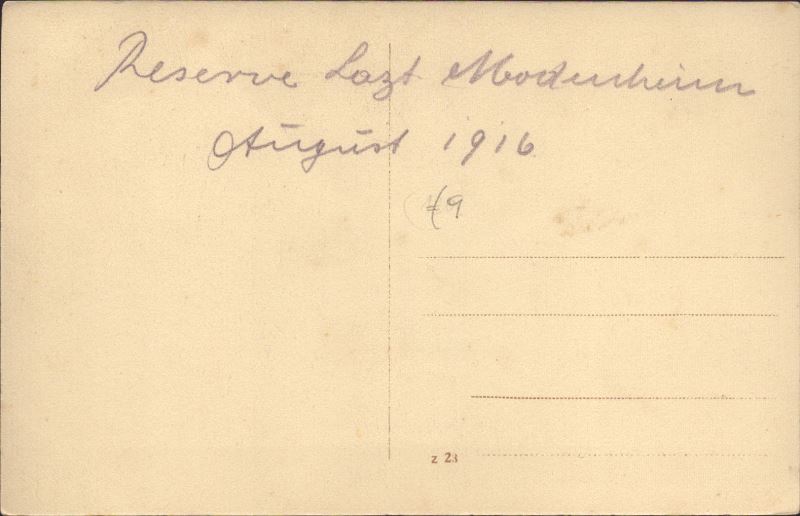 Reserve Lazt Modenheim
August 1916
49
Z 23